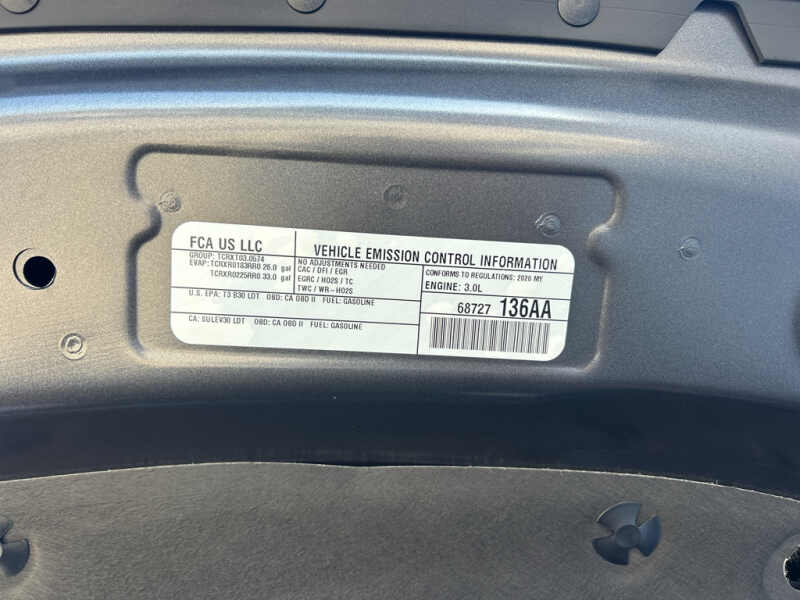 FCA US LLC
GROUP: TCRXT03.0574
EVAP: TCRXR0183RR0 26.0 gal
TCRXR0225RR0 33.0 gal
U.S. EPA: T3 B30 LDT OBD: CA OBD II FUEL: GASOLINE
CA: SULEV30 LDT OBD: CA OBD II FUEL: GASOLINE
VEHICLE EMISSION CONTROL INFORMATION
NO ADJUSTMENTS NEEDED
CAC / DFI / EGR
EGRC / HO2S / TC
TWC / WR-HO2S
CONFORMS TO REGULATIONS: 2026 MY
ENGINE: 3.0L
68727 136AA